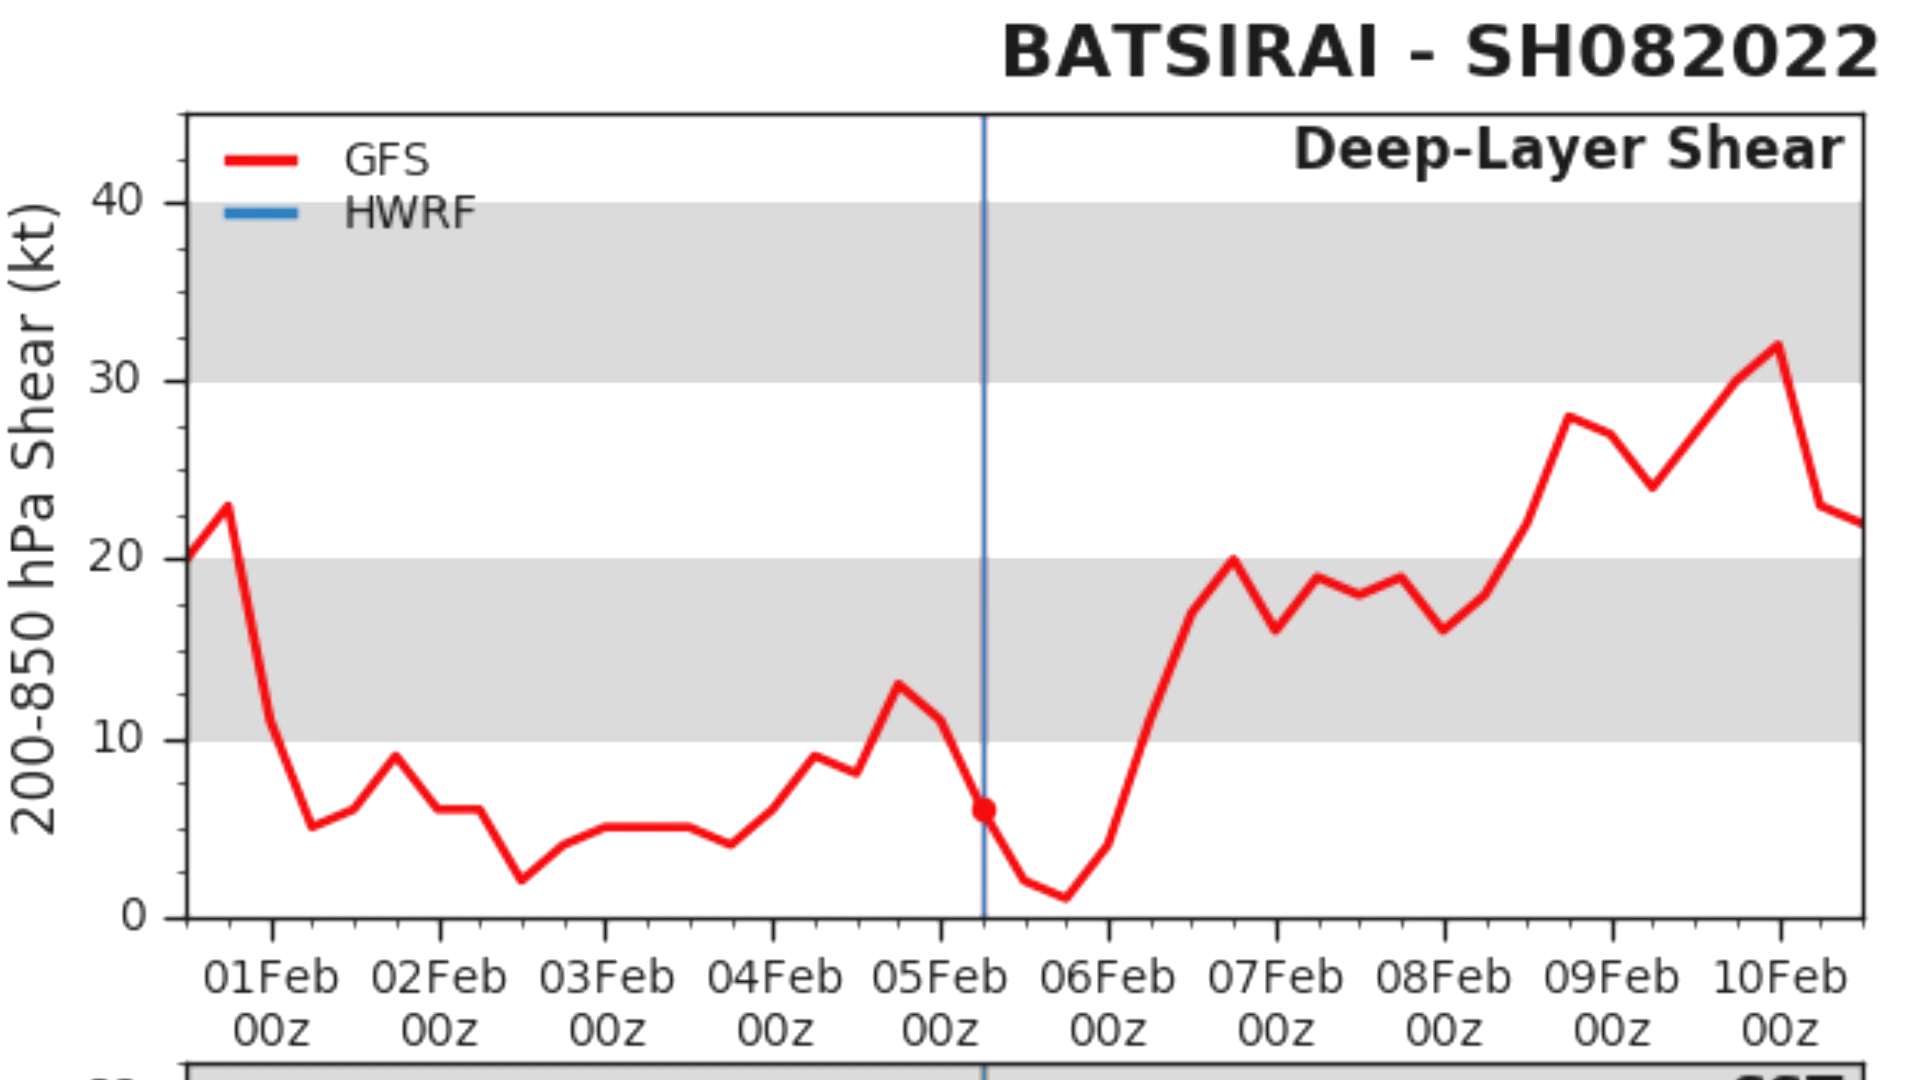 BATSIRAI - SH082022
Deep-Layer Shear
GFS
HWRF
200-850 hPa Shear (kt)
40
30
20
10
0
01Feb 02Feb 03Feb 04Feb 05Feb 06Feb 07Feb 08Feb 09Feb 10Feb
00z 00z 00z 00z 00z 00z 00z 00z 00z 00z